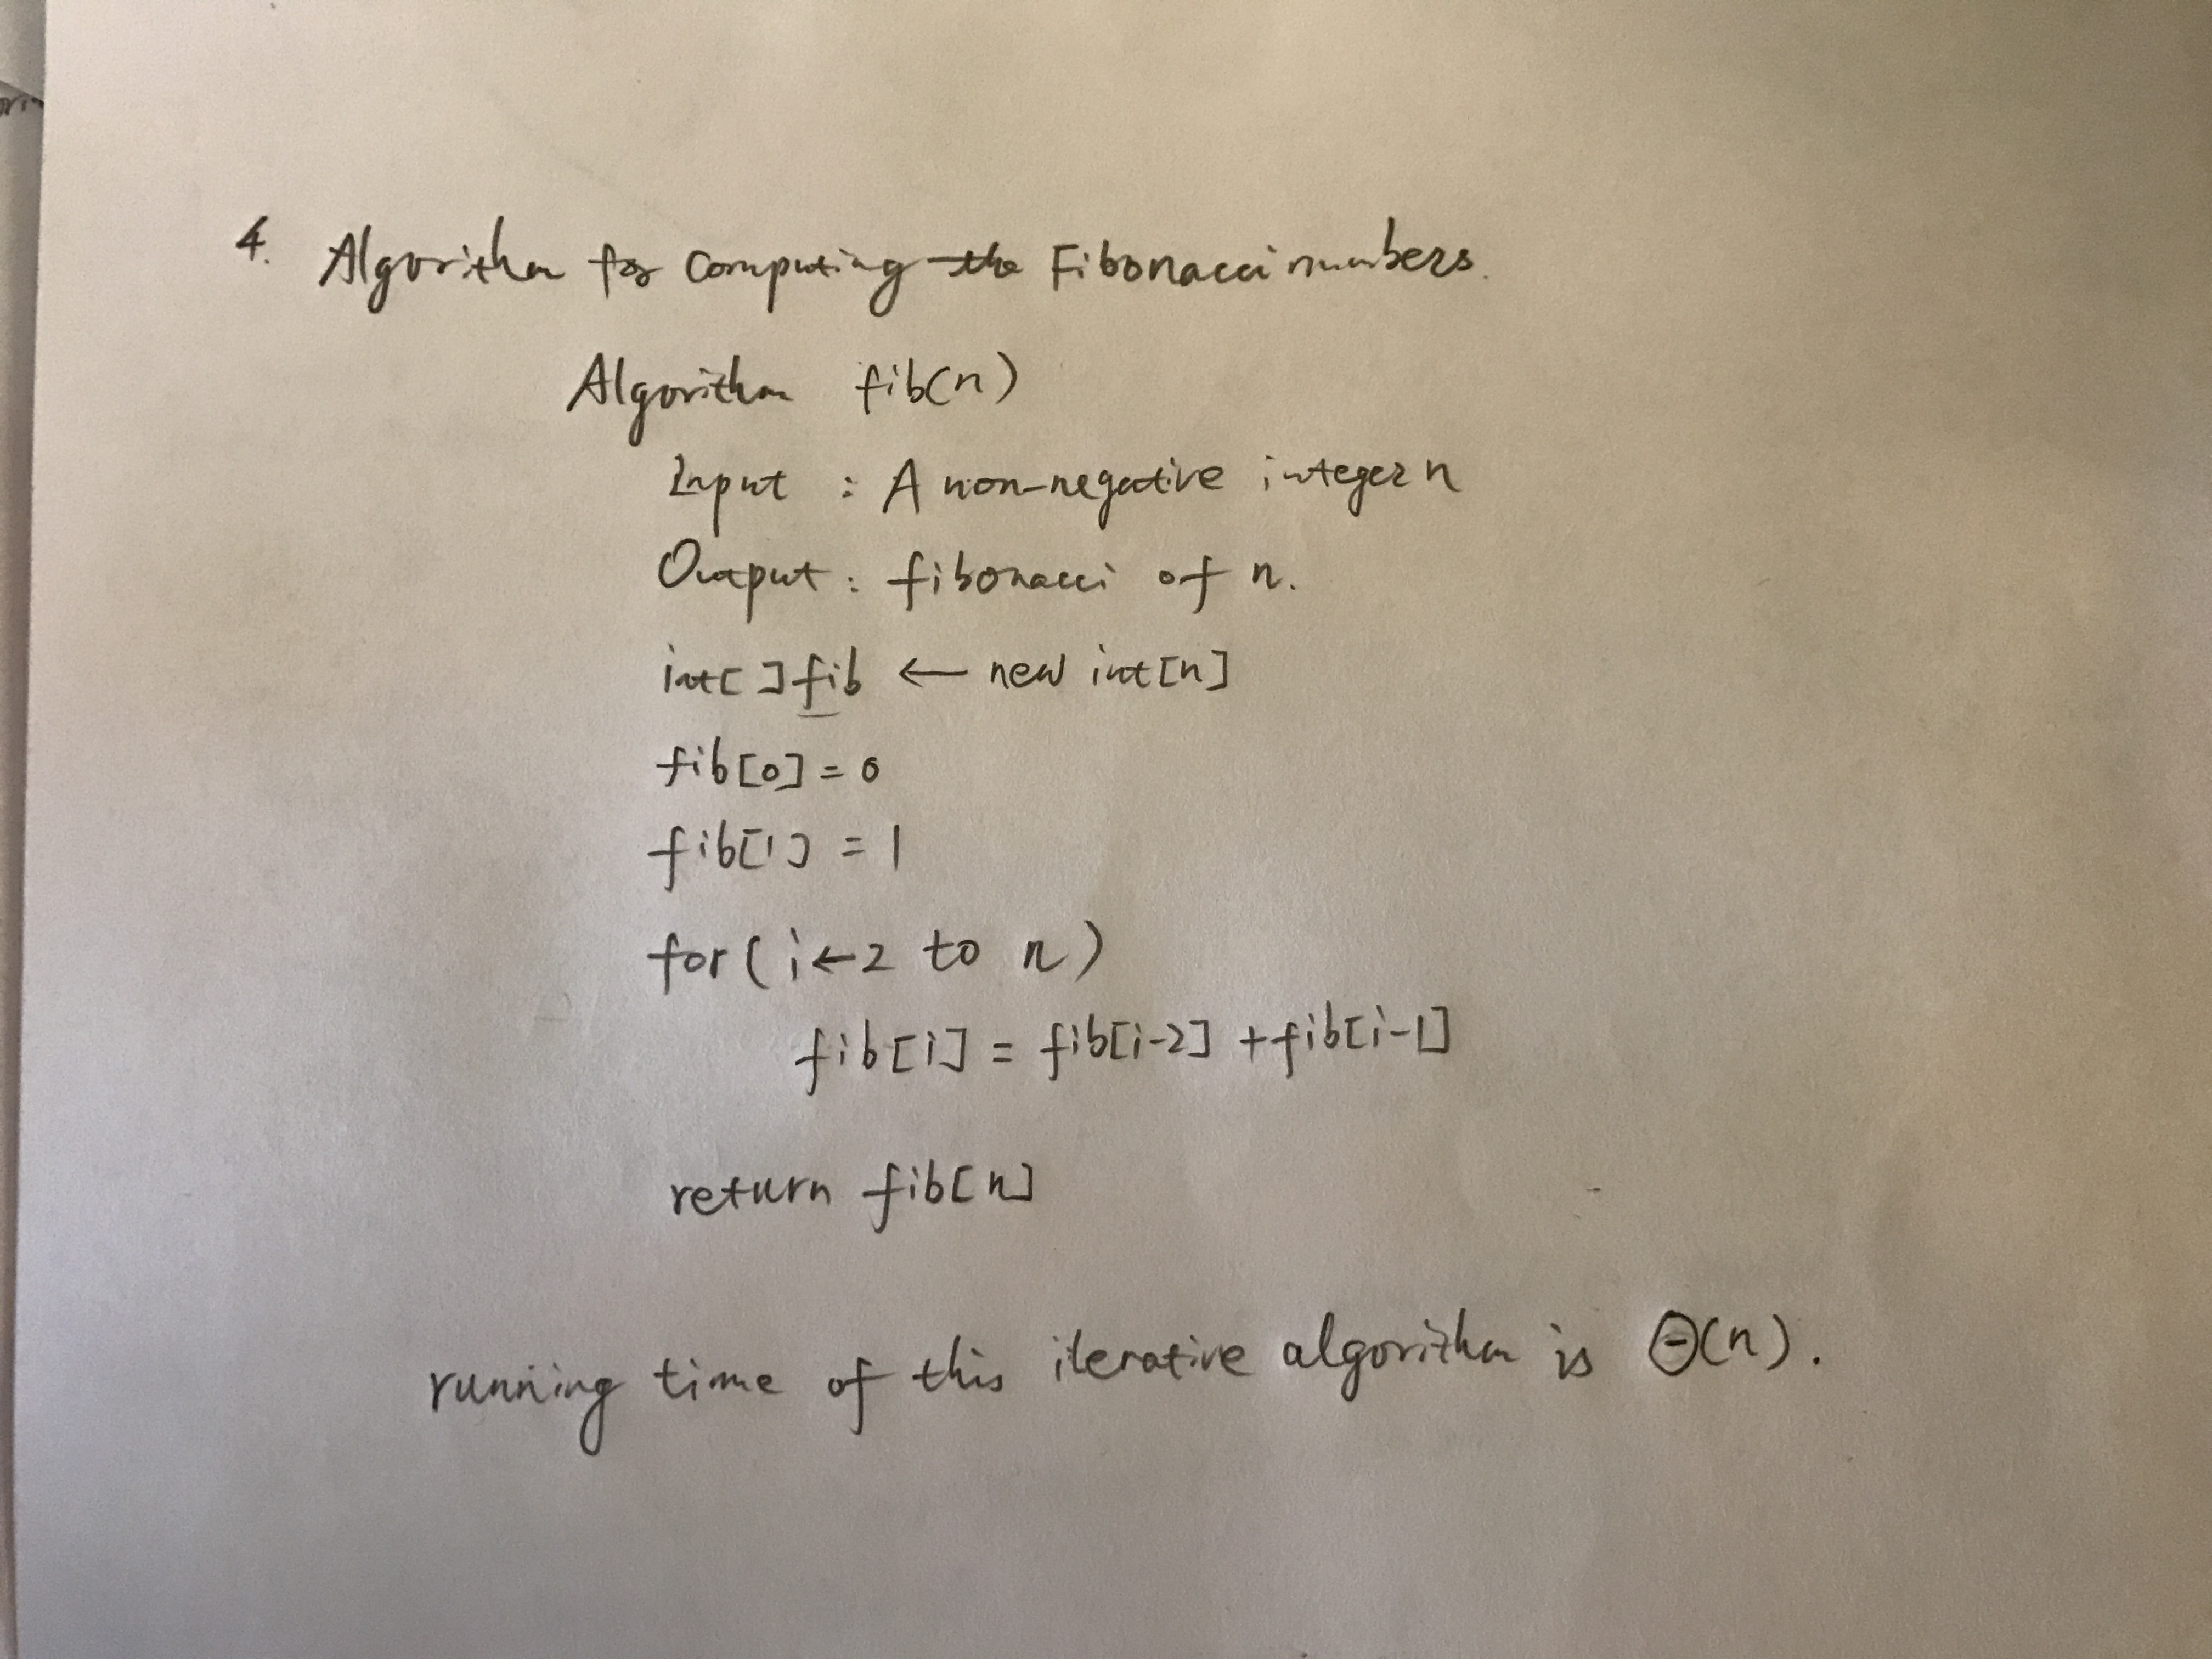 4. Algorithm for Computing the Fibonacci numbers.
Algorithm fib(n)
Input : A non-negative integer n
Output : fibonacci of n.
int[] fib ← new int[n]
fib[0] = 0
fib[1] = 1
for (i ← 2 to n)
fib[i] = fib[i-2] + fib[i-1]
return fib[n]
running time of this iterative algorithm is Θ(n).